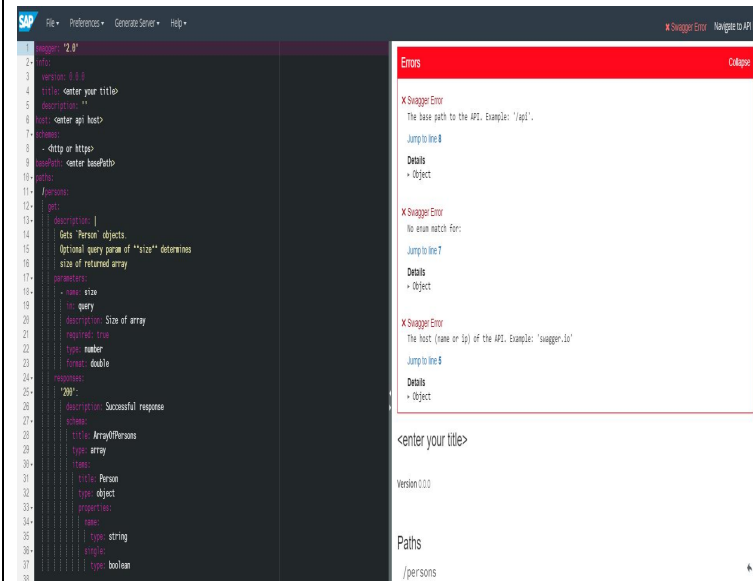 SAP File Preferences Generate Server Help Swagger Error Navigate to API
1 swagger: "2.0"
2 info:
3 version: 0.0.0
4 title: <enter your title>
5 description: ""
6 host: <enter api host>
7 schemes:
8 - <http or https>
9 basePath: <enter basePath>
10 paths:
11 /persons:
12 get:
13 description: |
14 Gets `Person` objects.
15 Optional query param of **size** determines
16 size of returned array
17 parameters:
18 - name: size
19 in: query
20 description: Size of array
21 required: true
22 type: number
23 format: double
24 responses:
25 "200":
26 description: Successful response
27 schema:
28 title: ArrayOfPersons
29 type: array
30 items:
31 title: Person
32 type: object
33 properties:
34 name:
35 type: string
36 single:
37 type: boolean
38
Errors Collapse
Swagger Error
The base path to the API. Example: '/api'.
Jump to line 8
Details
Object
Swagger Error
No enum match for:
Jump to line 7
Details
Object
Swagger Error
The host (name or ip) of the API. Example: 'swagger.io'
Jump to line 5
Details
Object
<enter your title>
Version 0.0.0
Paths
/persons